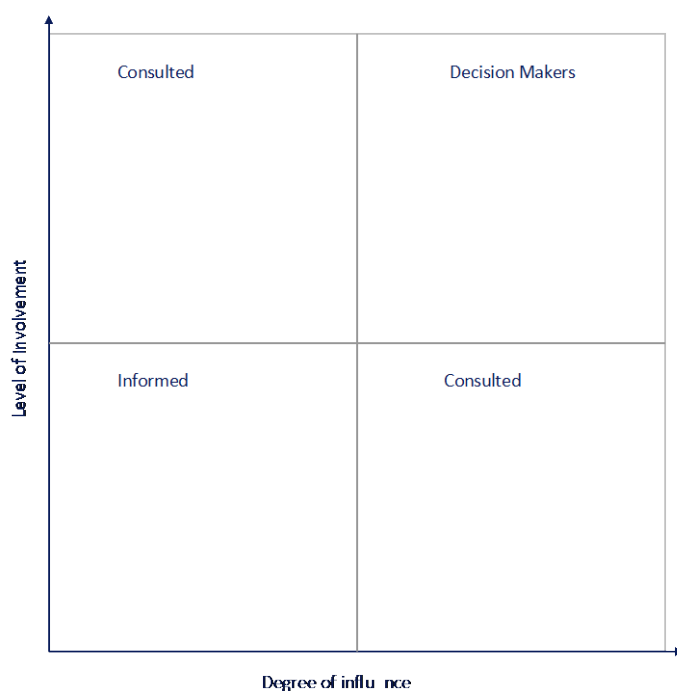 Consulted
Decision Makers
Level of Involvement
Informed
Consulted
Degree of influ nce